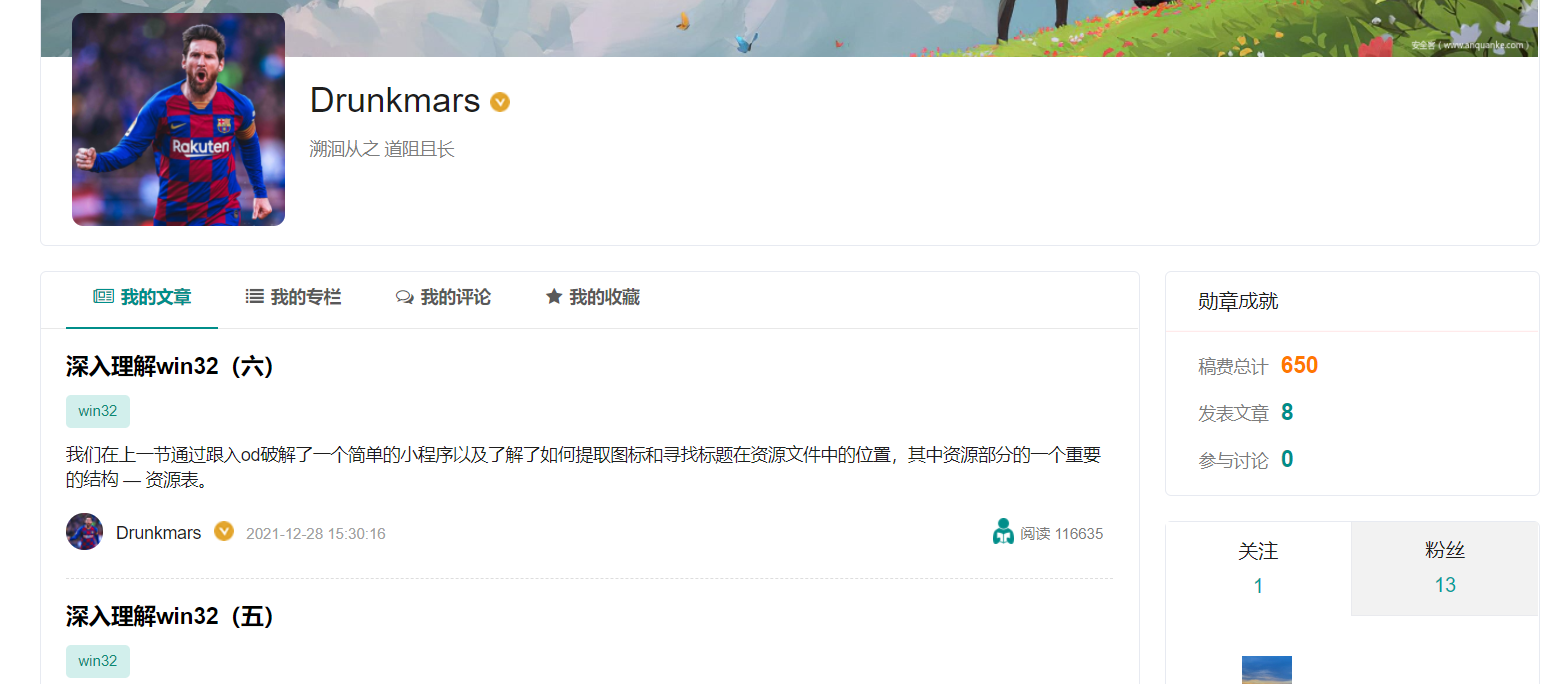 安全客（www.anquanke.com）
Rakuten
Drunkmars
溯洄从之 道阻且长
我的文章 我的专栏 我的评论 我的收藏
深入理解win32（六）
win32
我们在上一节通过跟入od破解了一个简单的小程序以及了解了如何提取图标和寻找标题在资源文件中的位置，其中资源部分的一个重要
的结构 — 资源表。
Drunkmars 2021-12-28 15:30:16 阅读 116635
深入理解win32（五）
win32
勋章成就
稿费总计 650
发表文章 8
参与讨论 0
关注 粉丝
1 13